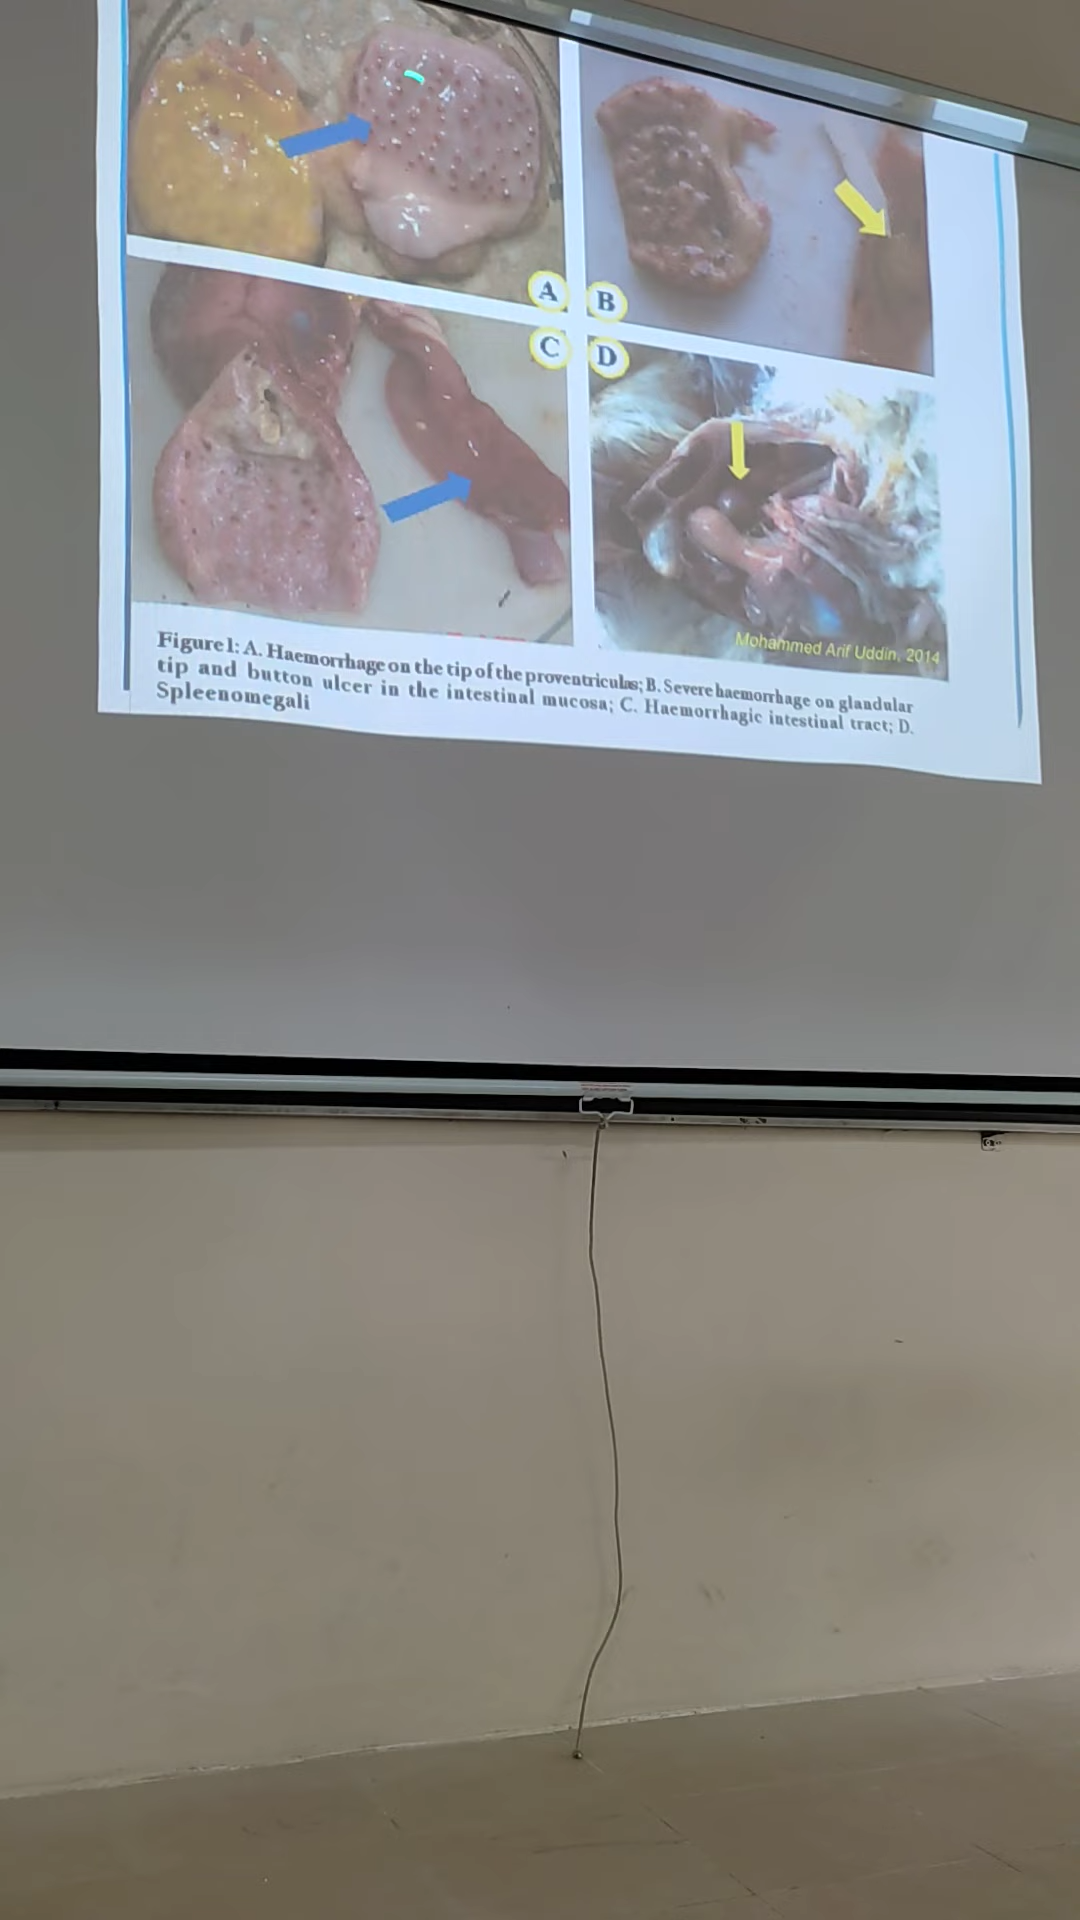 A
B
C
D
Mohammed Arif Uddin, 2014
Figure1: A. Haemorrhage on the tip of the proventriculas; B. Severe haemorrhage on glandular
tip and button ulcer in the intestinal mucosa; C. Haemorrhagic intestinal tract; D.
Spleenomegali